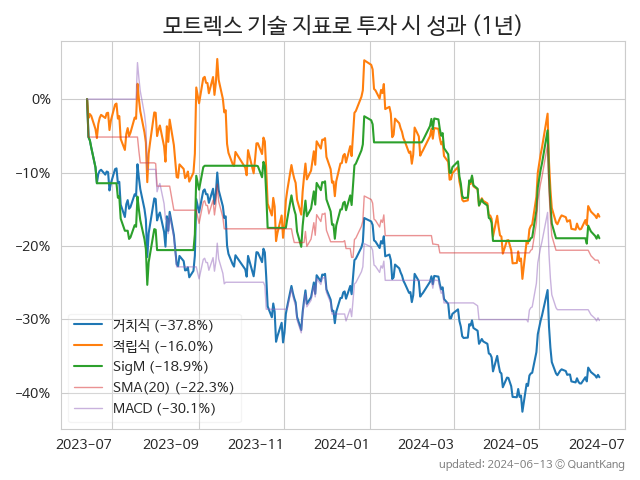 모트렉스 기술 지표로 투자 시 성과 (1년)
0%
−10%
−20%
−30%
−40%
거치식 (−37.8%)
적립식 (−16.0%)
SigM (−18.9%)
SMA(20) (−22.3%)
MACD (−30.1%)
2023-07
2023-09
2023-11
2024-01
2024-03
2024-05
2024-07
updated: 2024-06-13 ⓒ QuantKang